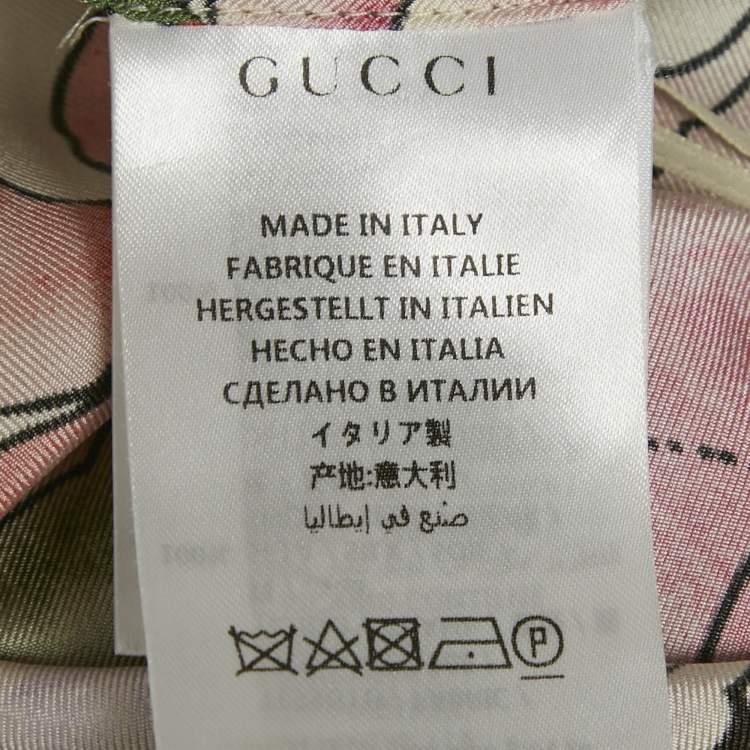 GUCCI
MADE IN ITALY
FABRIQUE EN ITALIE
HERGESTELLT IN ITALIEN
HECHO EN ITALIA
СДЕЛАНО В ИТАЛИИ
イタリア製
产地:意大利
صنع في إيطاليا
P